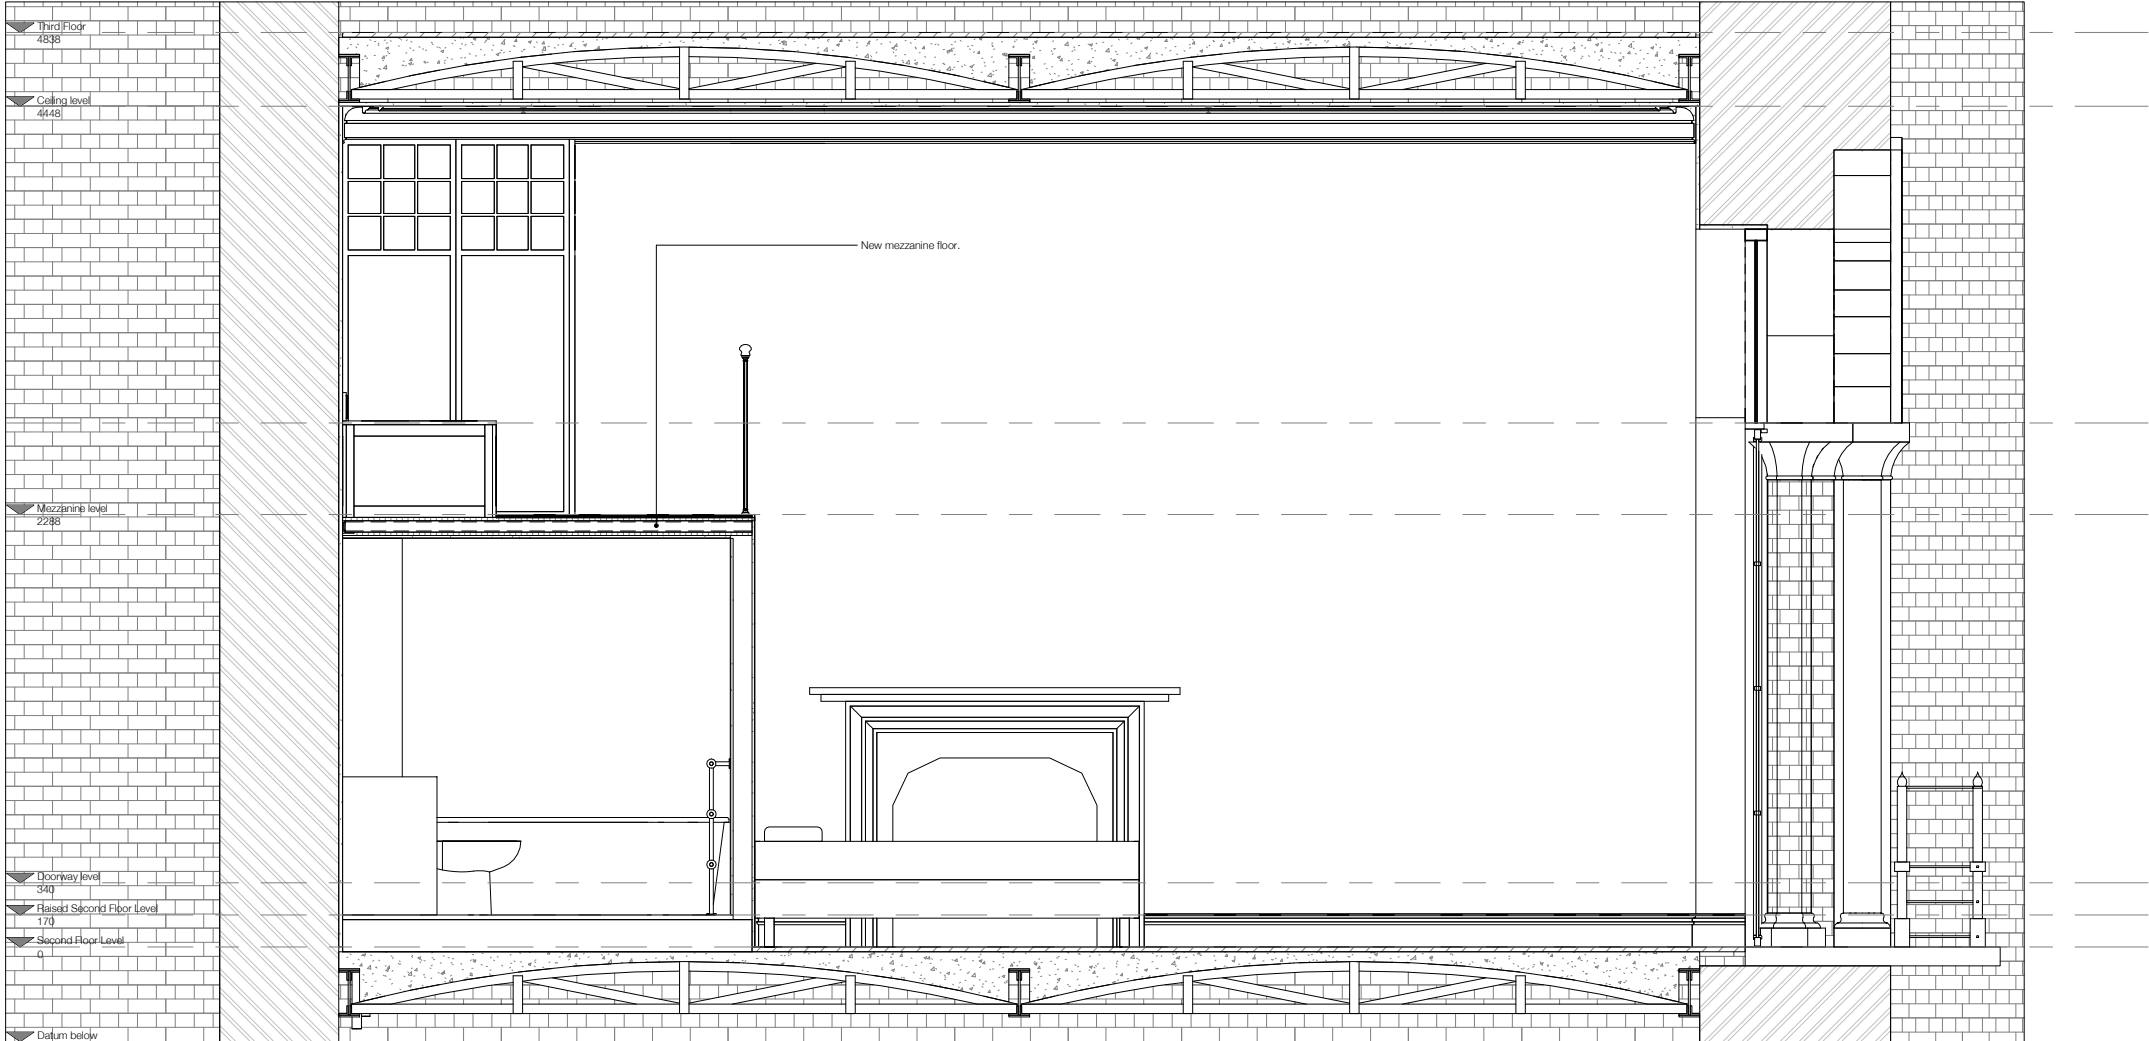 Third Floor
4838
Ceiling level
4448
New mezzanine floor.
Mezzanine level
2288
Doorway level
340
Raised Second Floor Level
170
Second Floor Level
0
Datum below